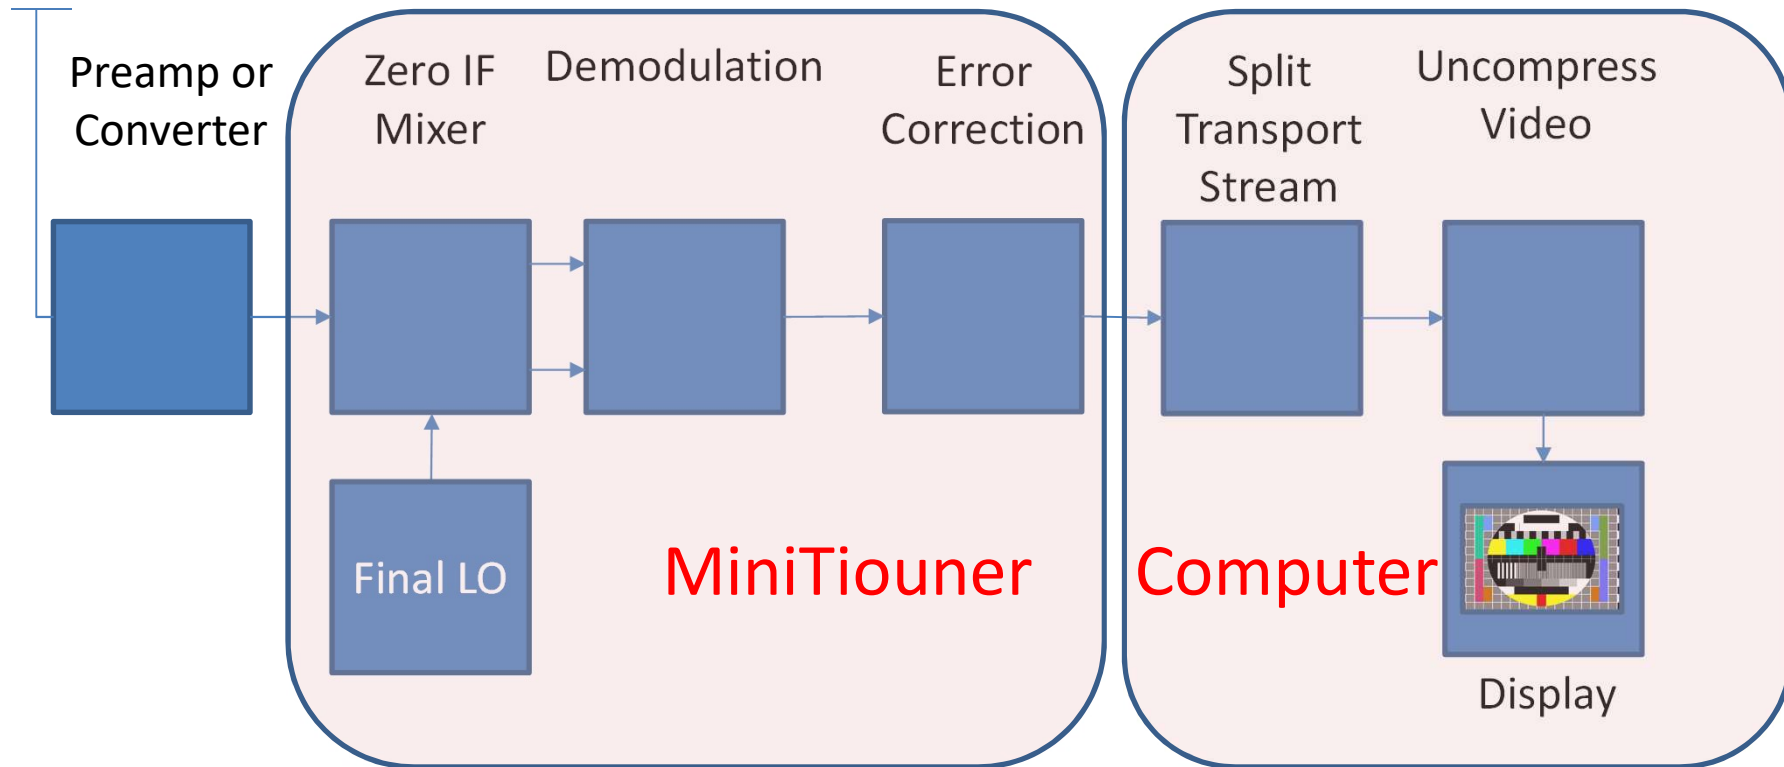 Preamp or
Converter
Zero IF
Mixer
Demodulation
Error
Correction
Split
Transport
Stream
Uncompress
Video
Final LO
MiniTiouner
Computer
Display